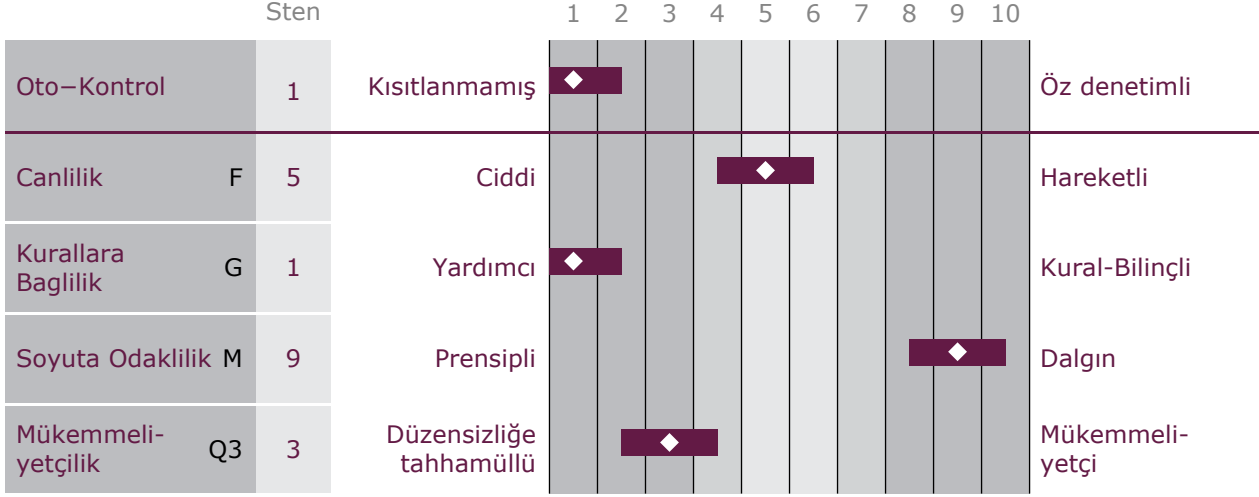 Sten 1 2 3 4 5 6 7 8 9 10
Oto−Kontrol 1 Kısıtlanmamış Öz denetimli
Canlilik F 5 Ciddi Hareketli
Kurallara
Baglilik G 1 Yardımcı Kural-Bilinçli
Soyuta Odaklilik M 9 Prensipli Dalgın
Mükemmeli-
yetçilik Q3 3 Düzensizliğe
tahhamüllü Mükemmeli-
yetçi